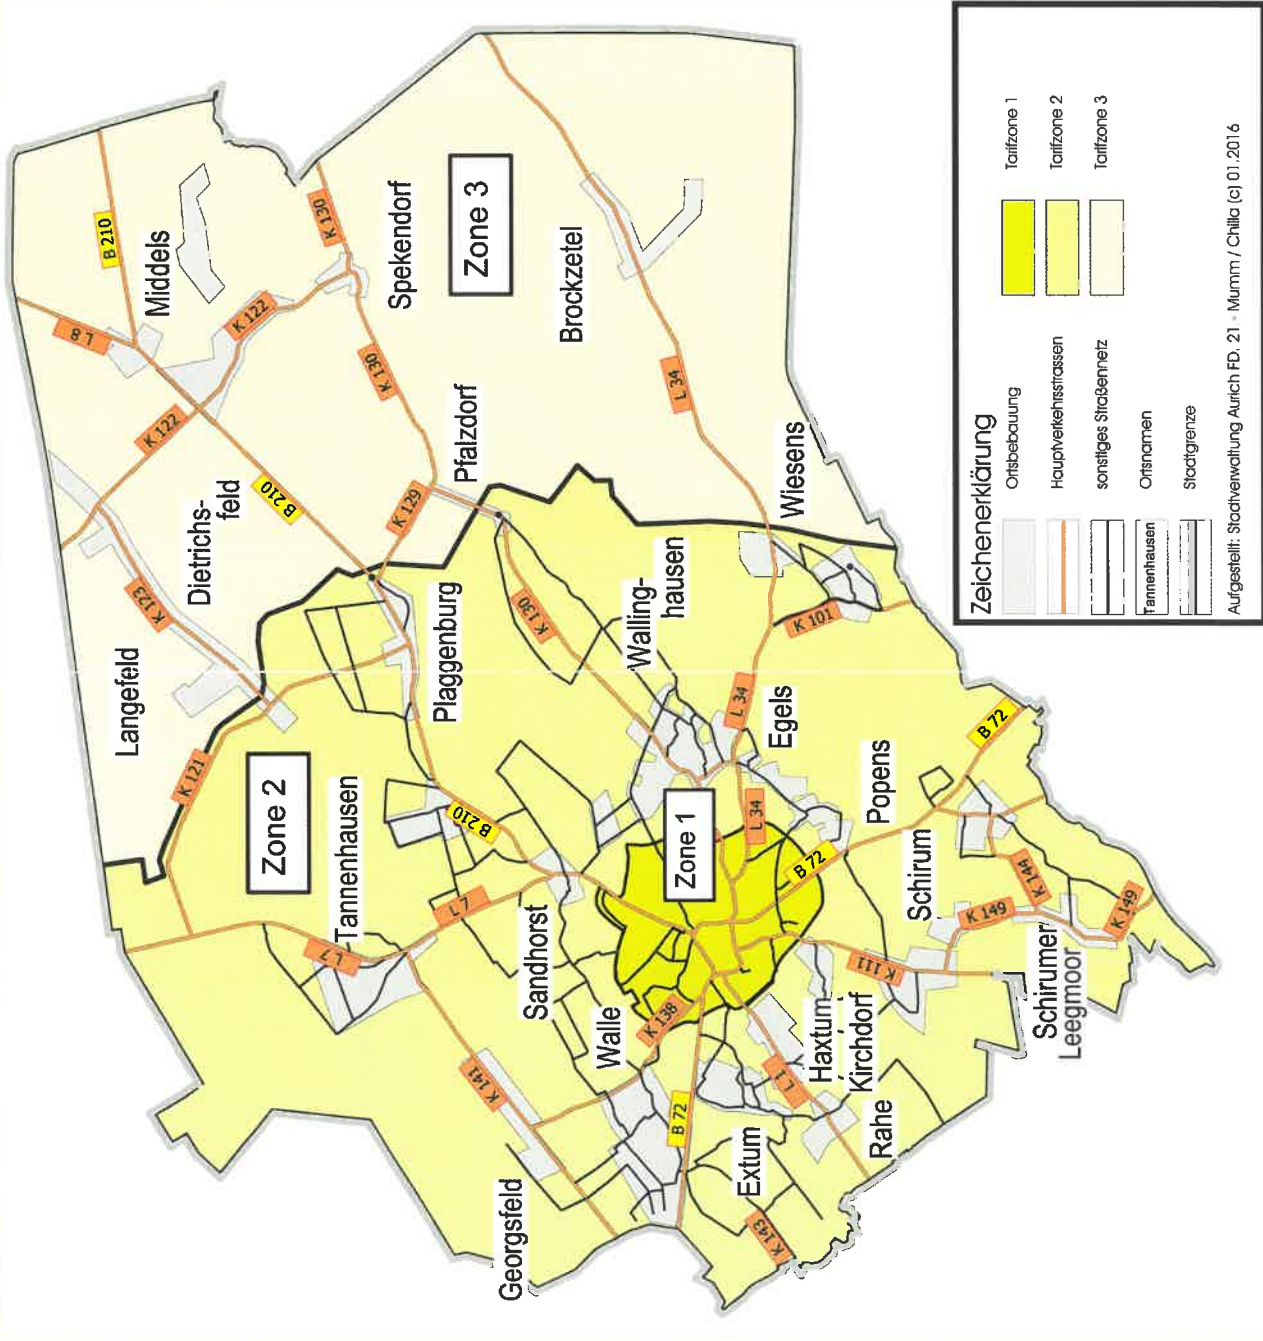 B 210
Middels
L 8
K 122
K 130
Spekendorf
Zone 3
K 122
K 130
Brockzetel
L 34
Dietrichs-
feld
B 210
K 129
Pfalzdorf
Wiesens
K 123
Langefeld
Plaggenburg
K 130
Walling-
hausen
K 101
L 34
Egels
B 72
K 121
Zone 2
Tannenhausen
B 210
Zone 1
L 34
B 72
Popens
Schirum
K 144
K 149
K 149
L 7
L 7
Sandhorst
K 111
Schirumer
Leegmoor
Walle
K 138
Haxtum
Kirchdorf
K 141
L 1
Rahe
B 72
Extum
K 143
Georgsfeld
Zeichenerklärung
Ortsbebauung
Hauptverkehrsstrassen
sonstiges Straßennetz
Tannenhausen
Ortsnamen
Stadtgrenze
Tarifzone 1
Tarifzone 2
Tarifzone 3
Aufgestellt: Stadtverwaltung Aurich FD. 21 - Mumm / Chilla (c) 01.2016